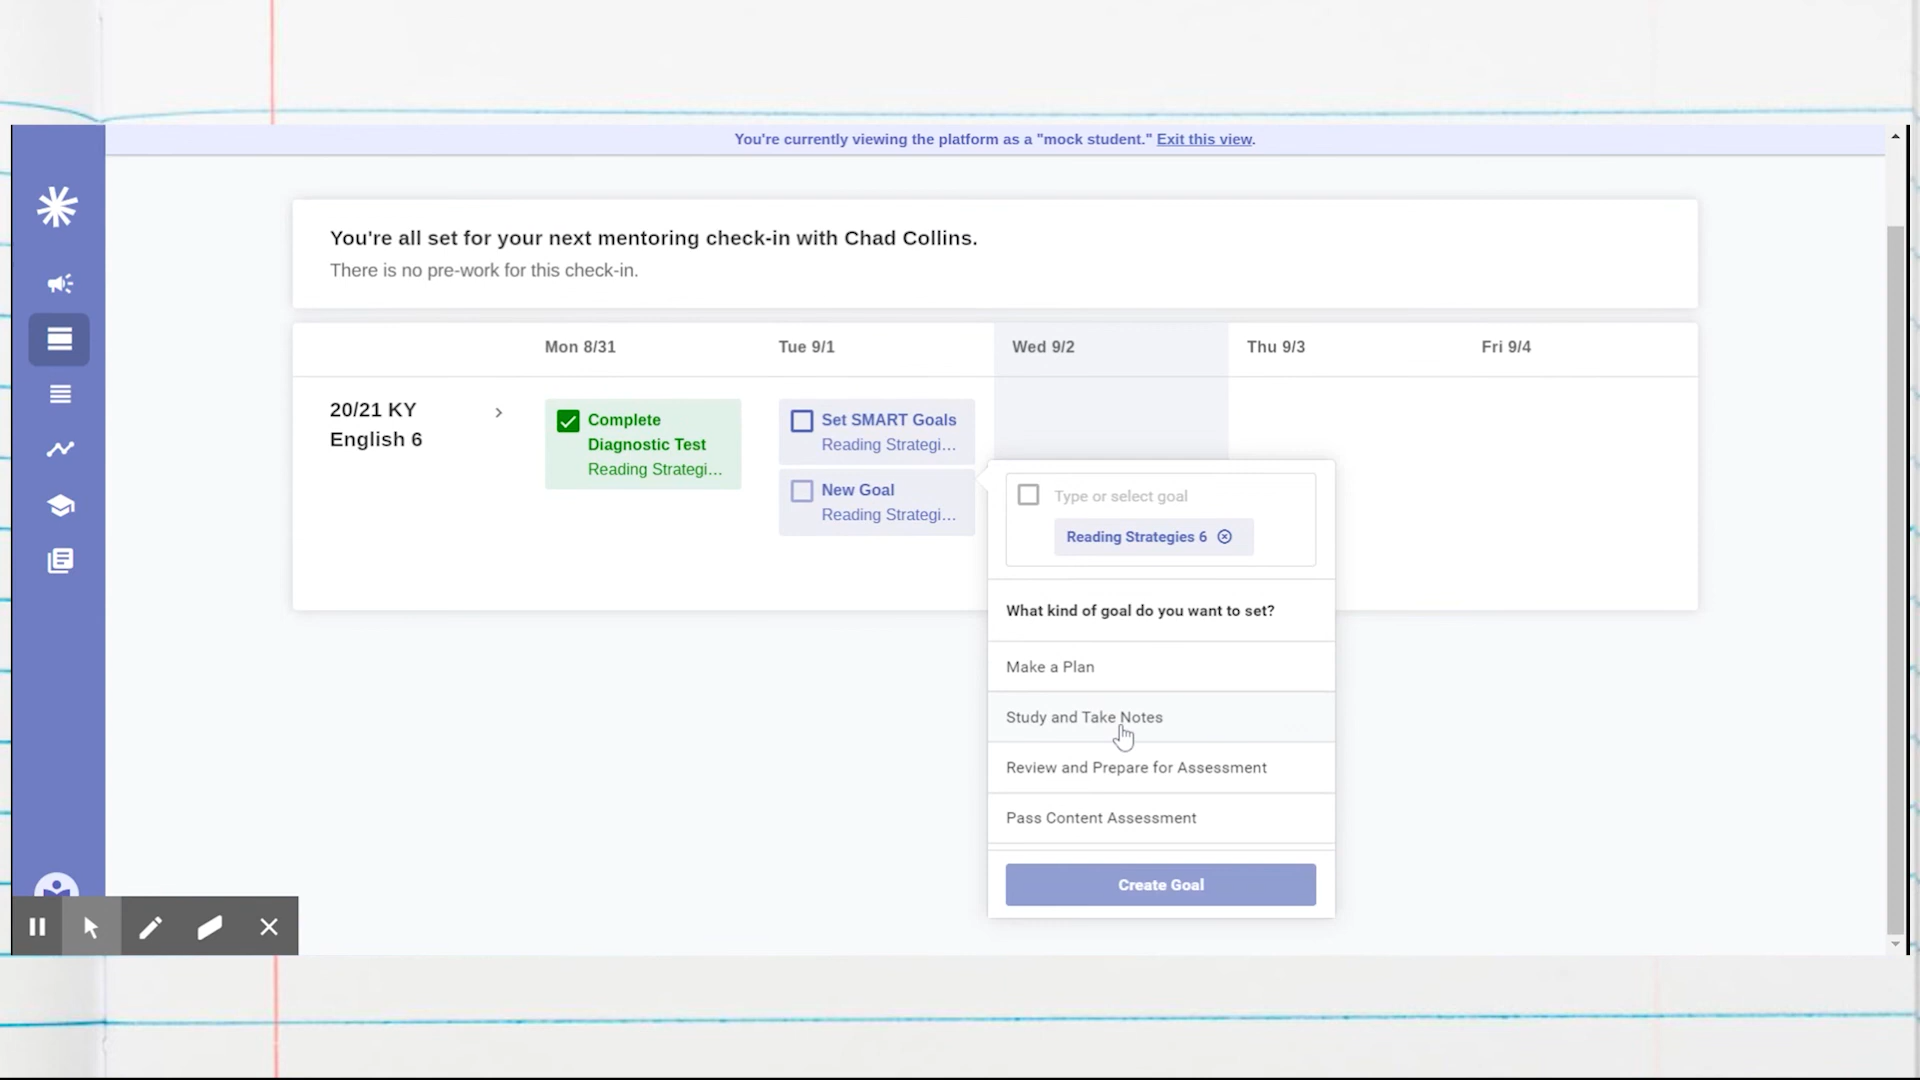 You're currently viewing the platform as a "mock student." Exit this view.
You're all set for your next mentoring check-in with Chad Collins.
There is no pre-work for this check-in.
Mon 8/31
Tue 9/1
Wed 9/2
Thu 9/3
Fri 9/4
20/21 KY
English 6
Complete
Diagnostic Test
Reading Strategi...
Set SMART Goals
Reading Strategi...
New Goal
Reading Strategi...
Type or select goal
Reading Strategies 6
What kind of goal do you want to set?
Make a Plan
Study and Take Notes
Review and Prepare for Assessment
Pass Content Assessment
Create Goal